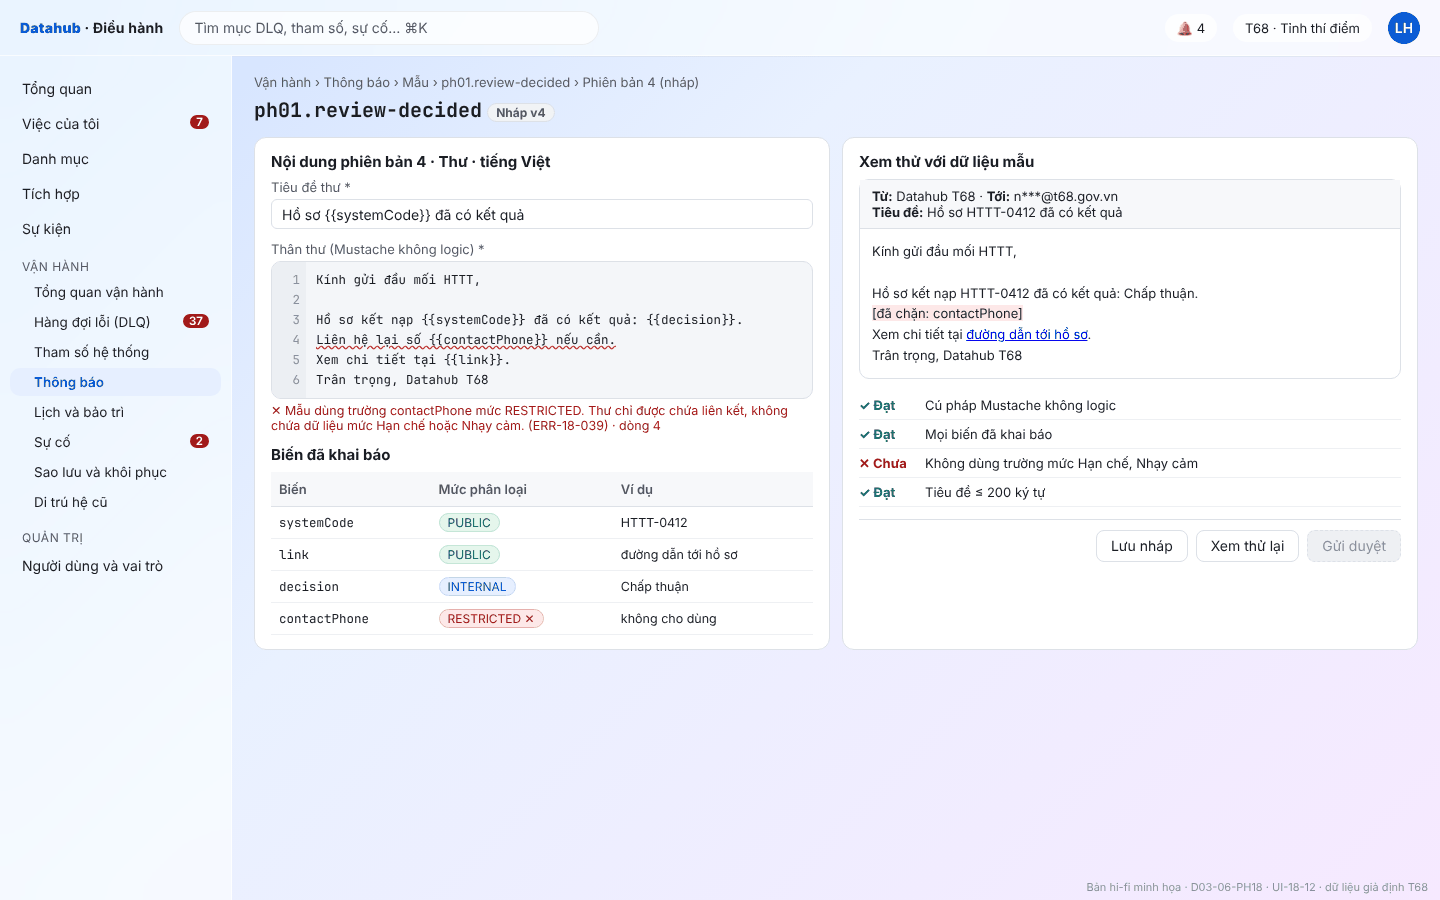 Datahub · Điều hành
Tìm mục DLQ, tham số, sự cố... ⌘K
4
T68 · Tỉnh thí điểm
LH
Tổng quan
Việc của tôi 7
Danh mục
Tích hợp
Sự kiện
VẬN HÀNH
Tổng quan vận hành
Hàng đợi lỗi (DLQ) 37
Tham số hệ thống
Thông báo
Lịch và bảo trì
Sự cố 2
Sao lưu và khôi phục
Di trú hệ cũ
QUẢN TRỊ
Người dùng và vai trò
Vận hành › Thông báo › Mẫu › ph01.review-decided › Phiên bản 4 (nháp)
ph01.review-decided Nháp v4
Nội dung phiên bản 4 · Thư · tiếng Việt
Tiêu đề thư *
Hồ sơ {{systemCode}} đã có kết quả
Thân thư (Mustache không logic) *
1 Kính gửi đầu mối HTTT,
2
3 Hồ sơ kết nạp {{systemCode}} đã có kết quả: {{decision}}.
4 Liên hệ lại số {{contactPhone}} nếu cần.
5 Xem chi tiết tại {{link}}.
6 Trân trọng, Datahub T68
✕ Mẫu dùng trường contactPhone mức RESTRICTED. Thư chỉ được chứa liên kết, không
chứa dữ liệu mức Hạn chế hoặc Nhạy cảm. (ERR-18-039) · dòng 4
Biến đã khai báo
Biến Mức phân loại Ví dụ
systemCode PUBLIC HTTT-0412
link PUBLIC đường dẫn tới hồ sơ
decision INTERNAL Chấp thuận
contactPhone RESTRICTED ✕ không cho dùng
Xem thử với dữ liệu mẫu
Từ: Datahub T68 · Tới: n***@t68.gov.vn
Tiêu đề: Hồ sơ HTTT-0412 đã có kết quả
Kính gửi đầu mối HTTT,
Hồ sơ kết nạp HTTT-0412 đã có kết quả: Chấp thuận.
[đã chặn: contactPhone]
Xem chi tiết tại đường dẫn tới hồ sơ.
Trân trọng, Datahub T68
✓ Đạt Cú pháp Mustache không logic
✓ Đạt Mọi biến đã khai báo
✕ Chưa Không dùng trường mức Hạn chế, Nhạy cảm
✓ Đạt Tiêu đề ≤ 200 ký tự
Lưu nháp
Xem thử lại
Gửi duyệt
Bản hi-fi minh họa · D03-06-PH18 · UI-18-12 · dữ liệu giả định T68